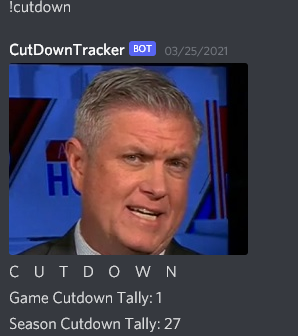 !cutdown
CutDownTracker BOT 03/25/2021
H
C U T D O W N
Game Cutdown Tally: 1
Season Cutdown Tally: 27